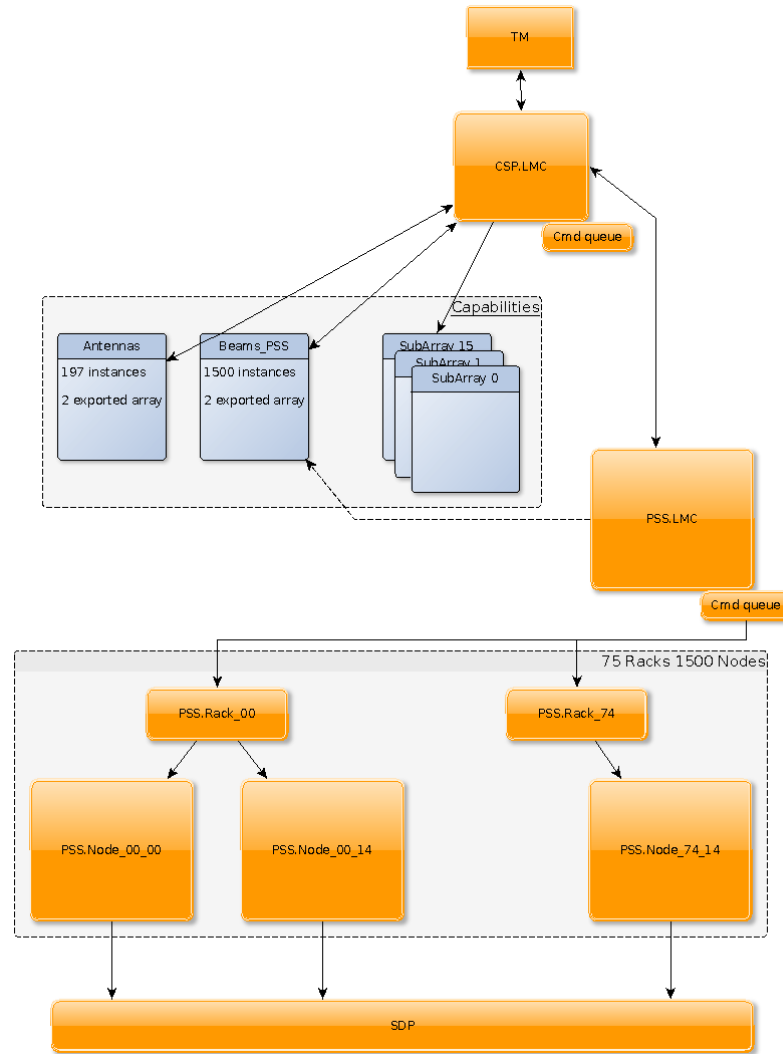 TM
CSP.LMC
Cmd queue
Capabilities
Antennas
197 instances
2 exported array
Beams_PSS
1500 instances
2 exported array
SubArray 15
SubArray 1
SubArray 0
PSS.LMC
Cmd queue
75 Racks 1500 Nodes
PSS.Rack_00
PSS.Rack_74
PSS.Node_00_00
PSS.Node_00_14
PSS.Node_74_14
SDP